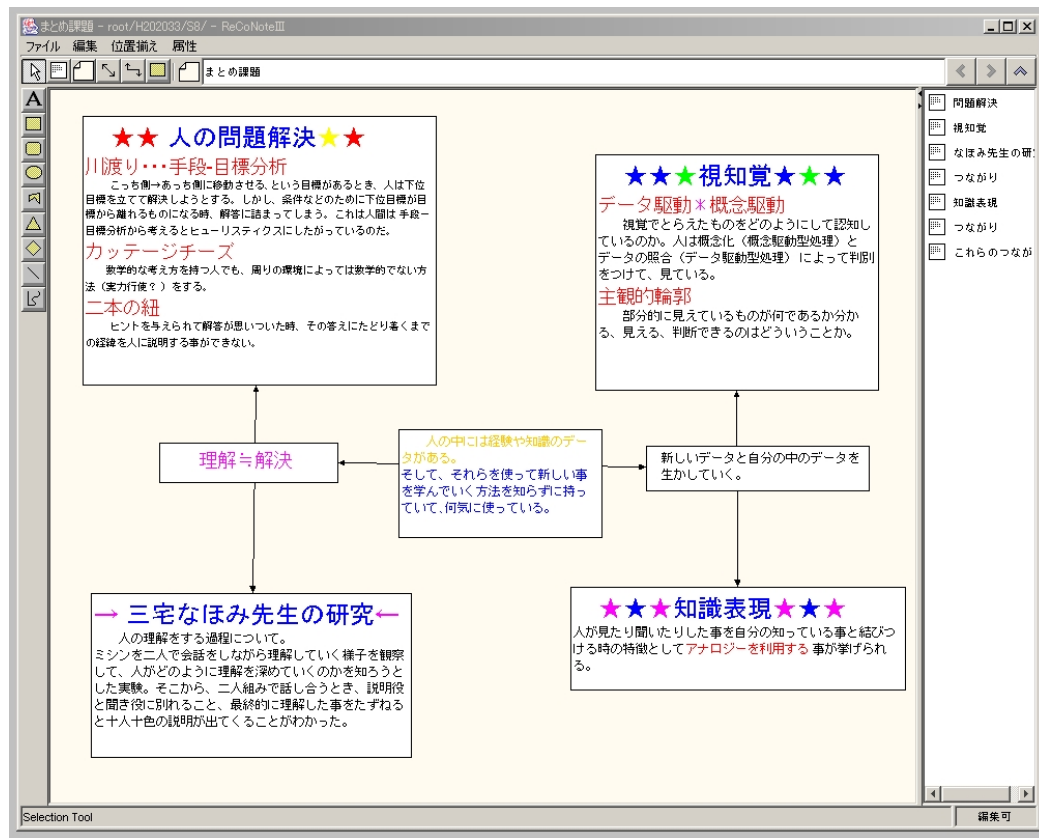 まとめ課題 - root/H202033/S8/ - ReCoNoteⅢ
ファイル 編集 位置揃え 属性
まとめ課題
A
★★ 人の問題解決★★
川渡り・・・手段-目標分析
こっち側→あっち側に移動させる、という目標があるとき、人は下位
目標を立てて解決しようとする。しかし、条件などのために下位目標が目
標から離れるものになる時、解答に詰まってしまう。これは人間は 手段－
目標分析から考えるとヒューリスティクスにしたがっているのだ。
カッテージチーズ
数学的な考え方を持つ人でも、周りの環境によっては数学的でない方
法（実力行使？）をする。
二本の紐
ヒントを与えられて解答が思いついた時、その答えにたどり着くまで
の経緯を人に説明する事ができない。
★★★視知覚★★★
データ駆動＊概念駆動
視覚でとらえたものをどのようにして認知し
ているのか。人は概念化（概念駆動型処理）と
データの照合（データ駆動型処理）によって判別
をつけて、見ている。
主観的輪郭
部分的に見えているものが何であるか分か
る、見える、判断できるのはどういうことか。
理解≒解決
人の中には経験や知識のデー
タがある。
そして、それらを使って新しい事
を学んでいく方法を知らずに持っ
ていて、何気に使っている。
新しいデータと自分の中のデータを
生かしていく。
→ 三宅なほみ先生の研究←
人の理解をする過程について。
ミシンを二人で会話をしながら理解していく様子を観察
して、人がどのように理解を深めていくのかを知ろうと
した実験。そこから、二人組みで話し合うとき、説明役
と聞き役に別れること、最終的に理解した事をたずねる
と十人十色の説明が出てくることがわかった。
★★★知識表現★★★
人が見たり聞いたりした事を自分の知っている事と結びつ
ける時の特徴としてアナロジーを利用する 事が挙げられ
る。
問題解決
視知覚
なほみ先生の研
つながり
知識表現
つながり
これらのつなが
Selection Tool
編集可